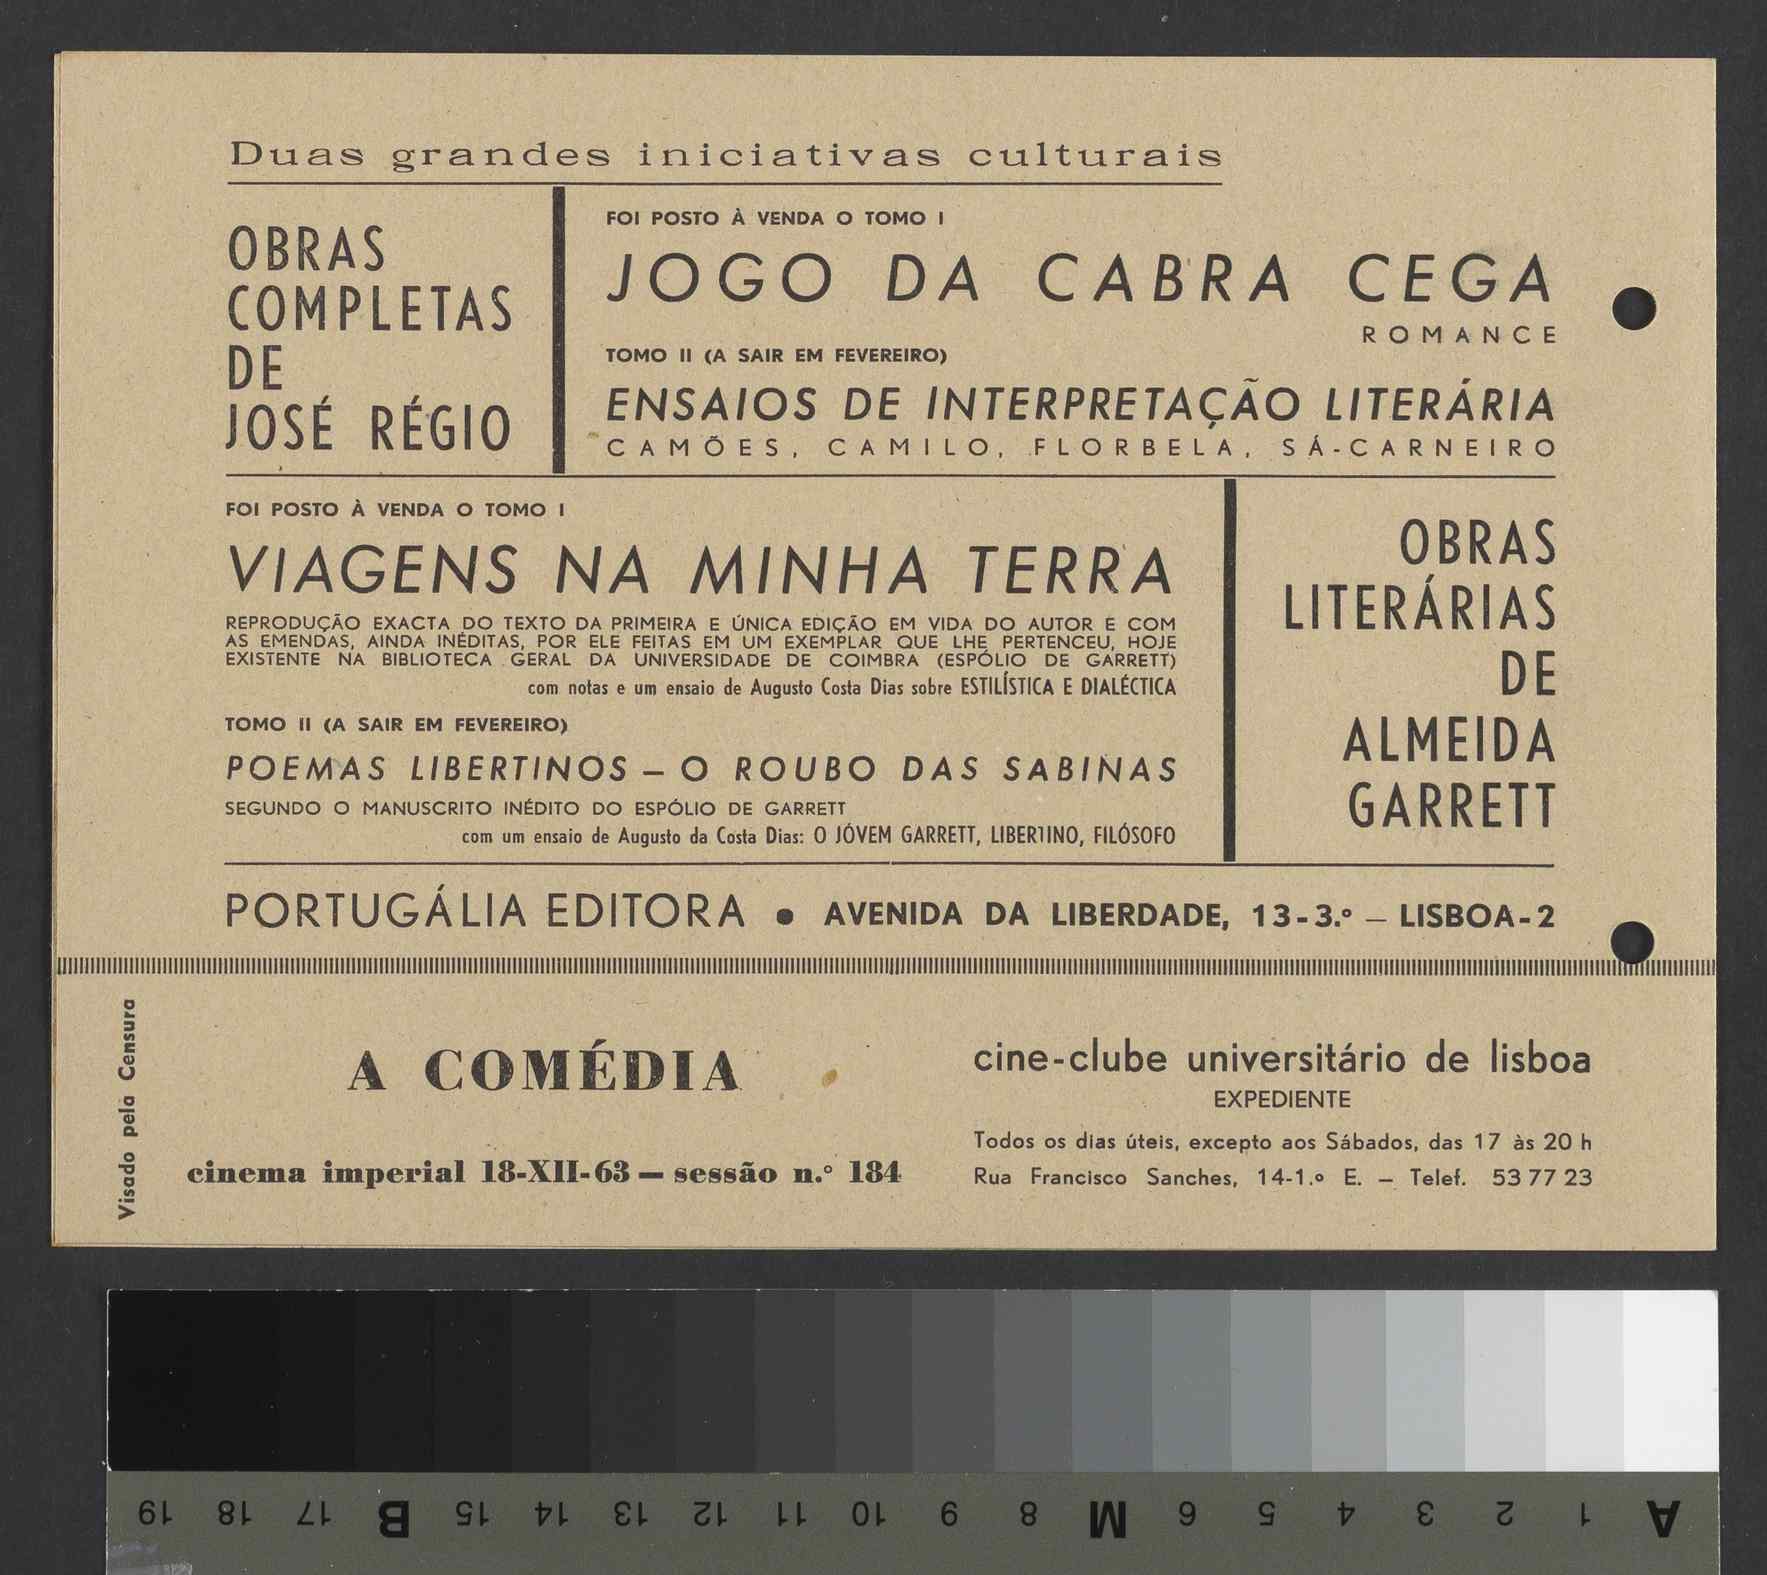 Duas grandes iniciativas culturais
OBRAS
COMPLETAS
DE
JOSÉ RÉGIO
FOI POSTO À VENDA O TOMO I
JOGO DA CABRA CEGA
ROMANCE
TOMO II (A SAIR EM FEVEREIRO)
ENSAIOS DE INTERPRETAÇÃO LITERÁRIA
CAMÕES, CAMILO, FLORBELA, SÁ-CARNEIRO
FOI POSTO À VENDA O TOMO I
VIAGENS NA MINHA TERRA
REPRODUÇÃO EXACTA DO TEXTO DA PRIMEIRA E ÚNICA EDIÇÃO EM VIDA DO AUTOR E COM
AS EMENDAS, AINDA INÉDITAS, POR ELE FEITAS EM UM EXEMPLAR QUE LHE PERTENCEU, HOJE
EXISTENTE NA BIBLIOTECA GERAL DA UNIVERSIDADE DE COIMBRA (ESPÓLIO DE GARRETT)
com notas e um ensaio de Augusto Costa Dias sobre ESTILÍSTICA E DIALÉCTICA
TOMO II (A SAIR EM FEVEREIRO)
POEMAS LIBERTINOS – O ROUBO DAS SABINAS
SEGUNDO O MANUSCRITO INÉDITO DO ESPÓLIO DE GARRETT
com um ensaio de Augusto da Costa Dias: O JÓVEM GARRETT, LIBERTINO, FILÓSOFO
OBRAS
LITERÁRIAS
DE
ALMEIDA
GARRETT
PORTUGÁLIA EDITORA ● AVENIDA DA LIBERDADE, 13-3.º — LISBOA-2
Visado pela Censura
A COMÉDIA
cinema imperial 18-XII-63 — sessão n.º 184
cine-clube universitário de lisboa
EXPEDIENTE
Todos os dias úteis, excepto aos Sábados, das 17 às 20 h
Rua Francisco Sanches, 14-1.º E. — Telef. 53 77 23
A 1 2 3 4 5 6 M 8 9 10 11 12 13 14 15 B 17 18 19